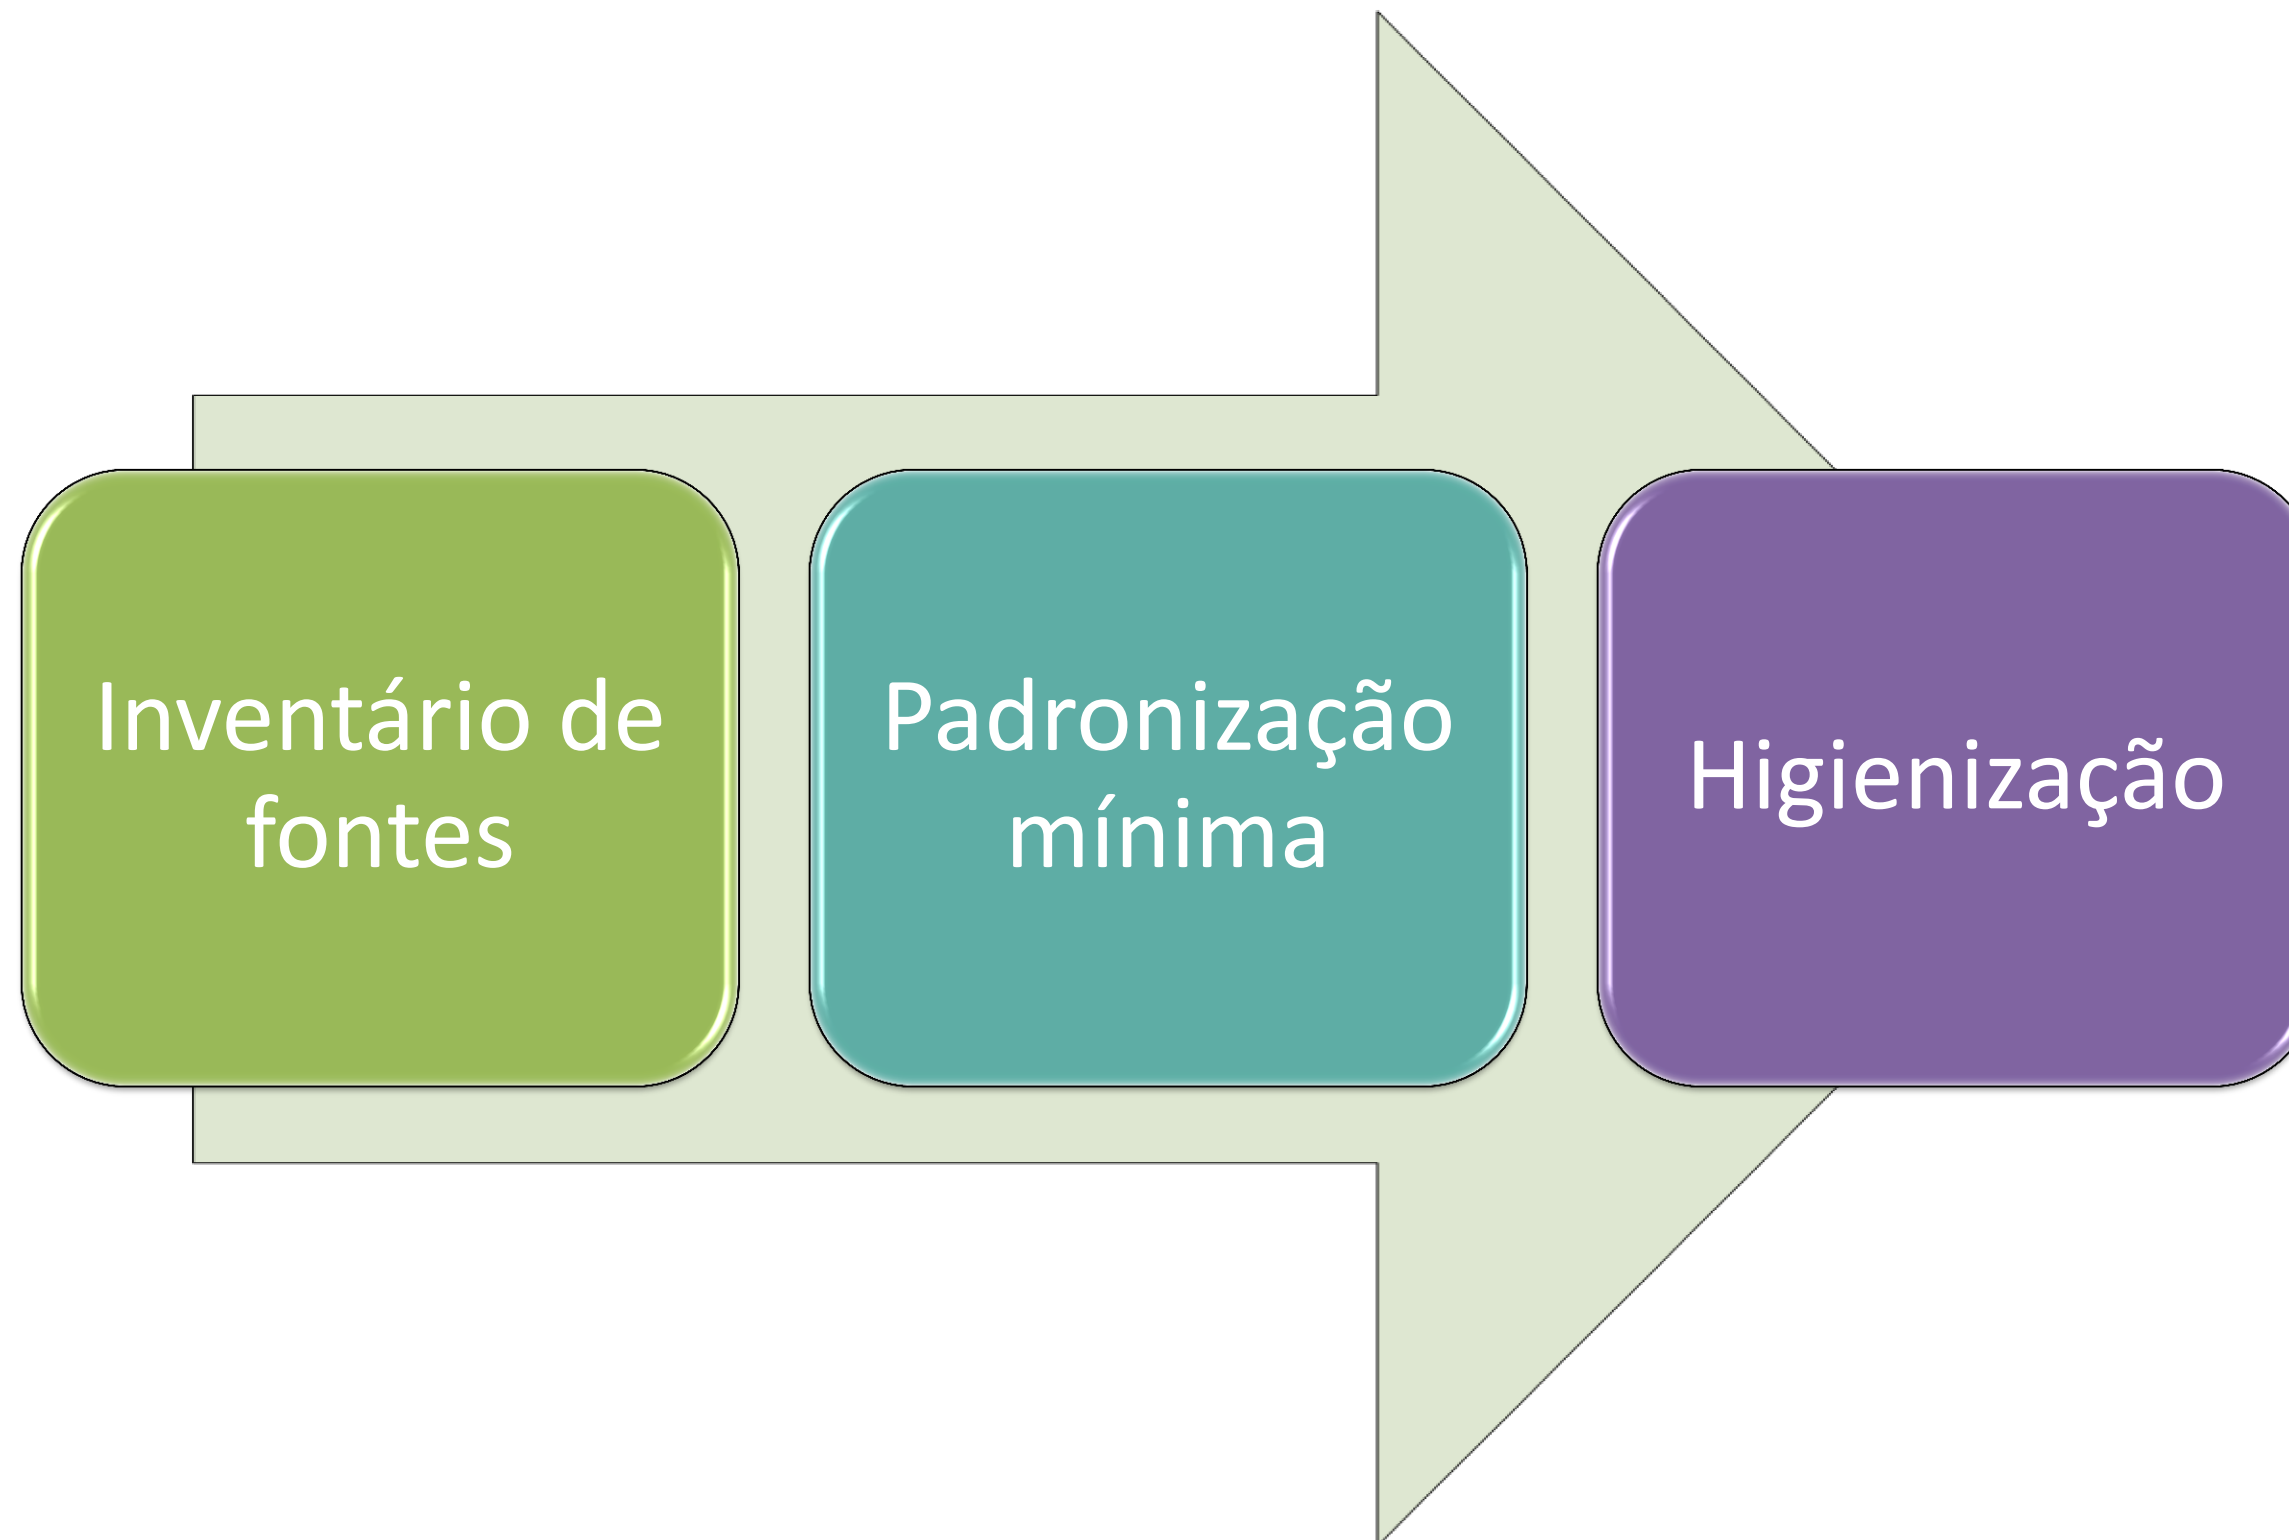 Inventário de
fontes
Padronização
mínima
Higienização